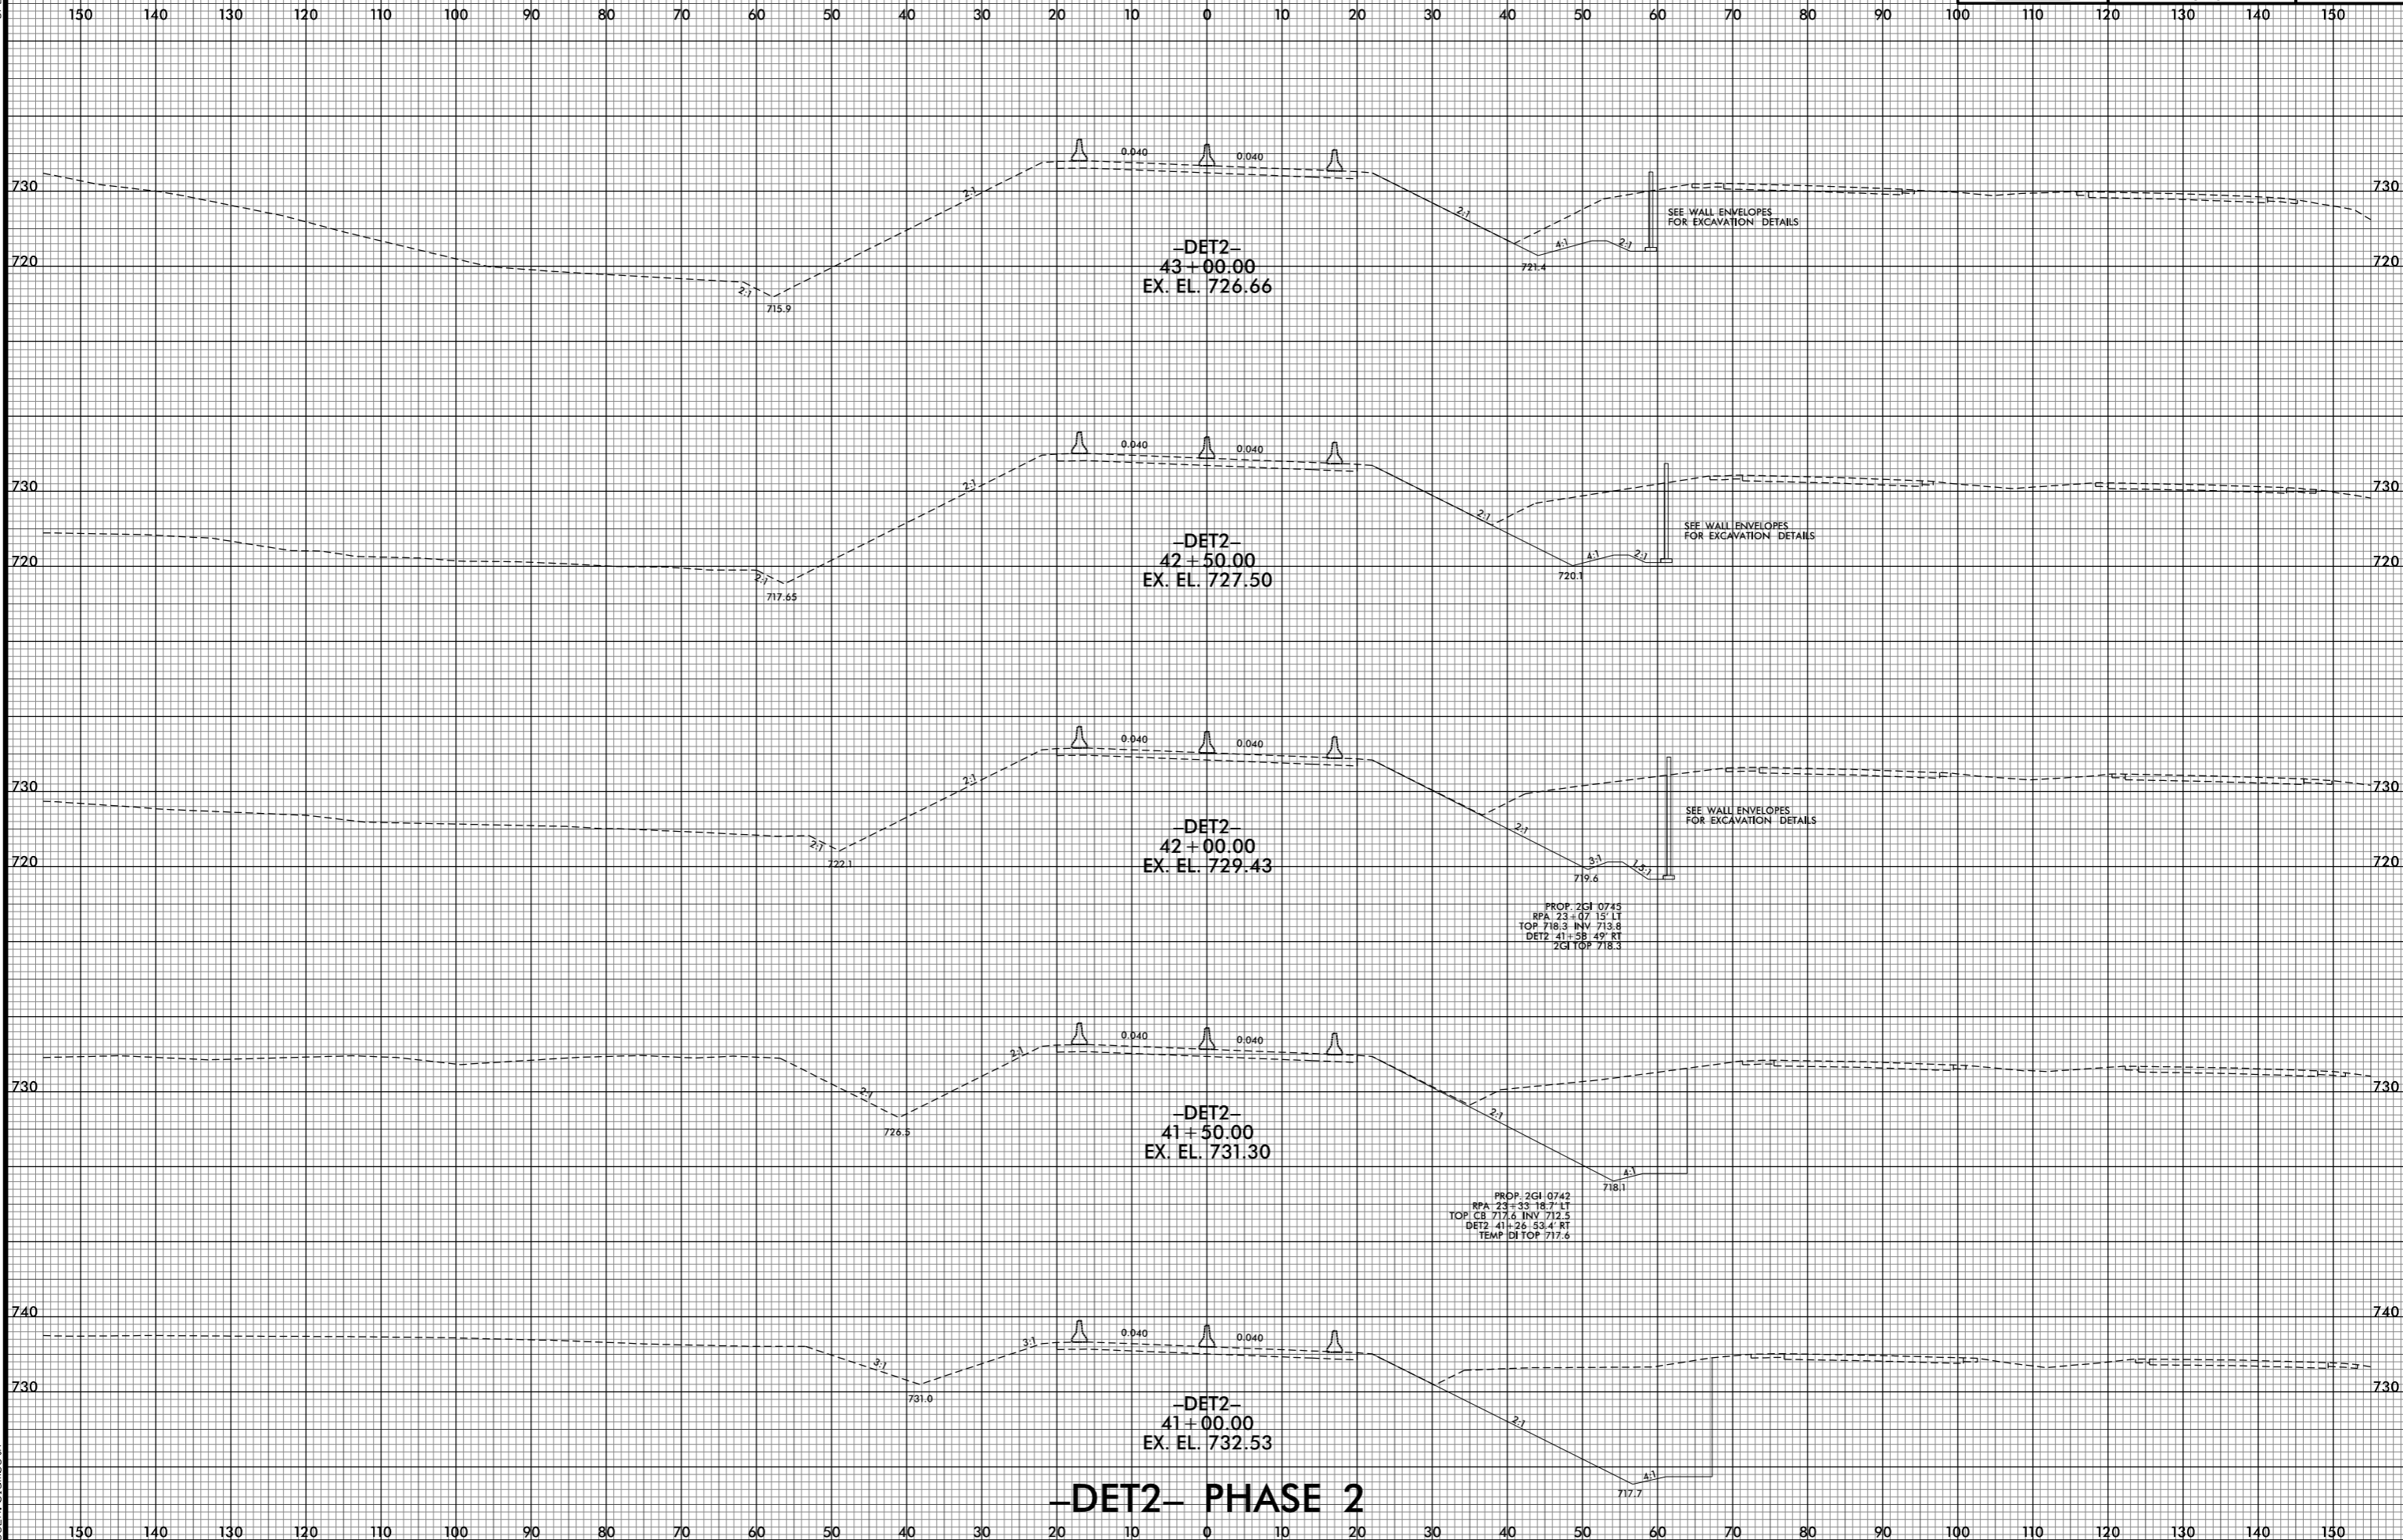 150 140 130 120 110 100 90 80 70 60 50 40 30 20 10 0 10 20 30 40 50 60 70 80 90 100 110 120 130 140 150
0.040 0.040
730 2:1 2:1 730
SEE WALL ENVELOPES
FOR EXCAVATION DETAILS
4:1 2:1
720 721.4 720
2:1
715.9
-DET2-
43+00.00
EX. EL. 726.66
0.040 0.040
730 2:1 2:1 730
SEE WALL ENVELOPES
FOR EXCAVATION DETAILS
4:1 2:1
720 720.1 720
2:1
717.65
-DET2-
42+50.00
EX. EL. 727.50
0.040 0.040
730 2:1 2:1 730
SEE WALL ENVELOPES
FOR EXCAVATION DETAILS
2:1
722.1
3:1 1.5:1
720 719.6 720
-DET2-
42+00.00
EX. EL. 729.43
PROP. 2GI 0745
RPA 23+07 15' LT
TOP 718.3 INV 713.8
DET2 41+58 49' RT
2GI TOP 718.3
0.040 0.040
2:1
730 2:1 2:1 730
726.5
4:1
718.1
-DET2-
41+50.00
EX. EL. 731.30
PROP. 2GI 0742
RPA 23+33 18.7' LT
TOP CB 717.6 INV 712.5
DET2 41+26 53.4' RT
TEMP DI TOP 717.6
740 740
0.040 0.040
3:1 3:1
730 731.0 730
2:1
4:1
717.7
-DET2-
41+00.00
EX. EL. 732.53
-DET2- PHASE 2
150 140 130 120 110 100 90 80 70 60 50 40 30 20 10 0 10 20 30 40 50 60 70 80 90 100 110 120 130 140 150